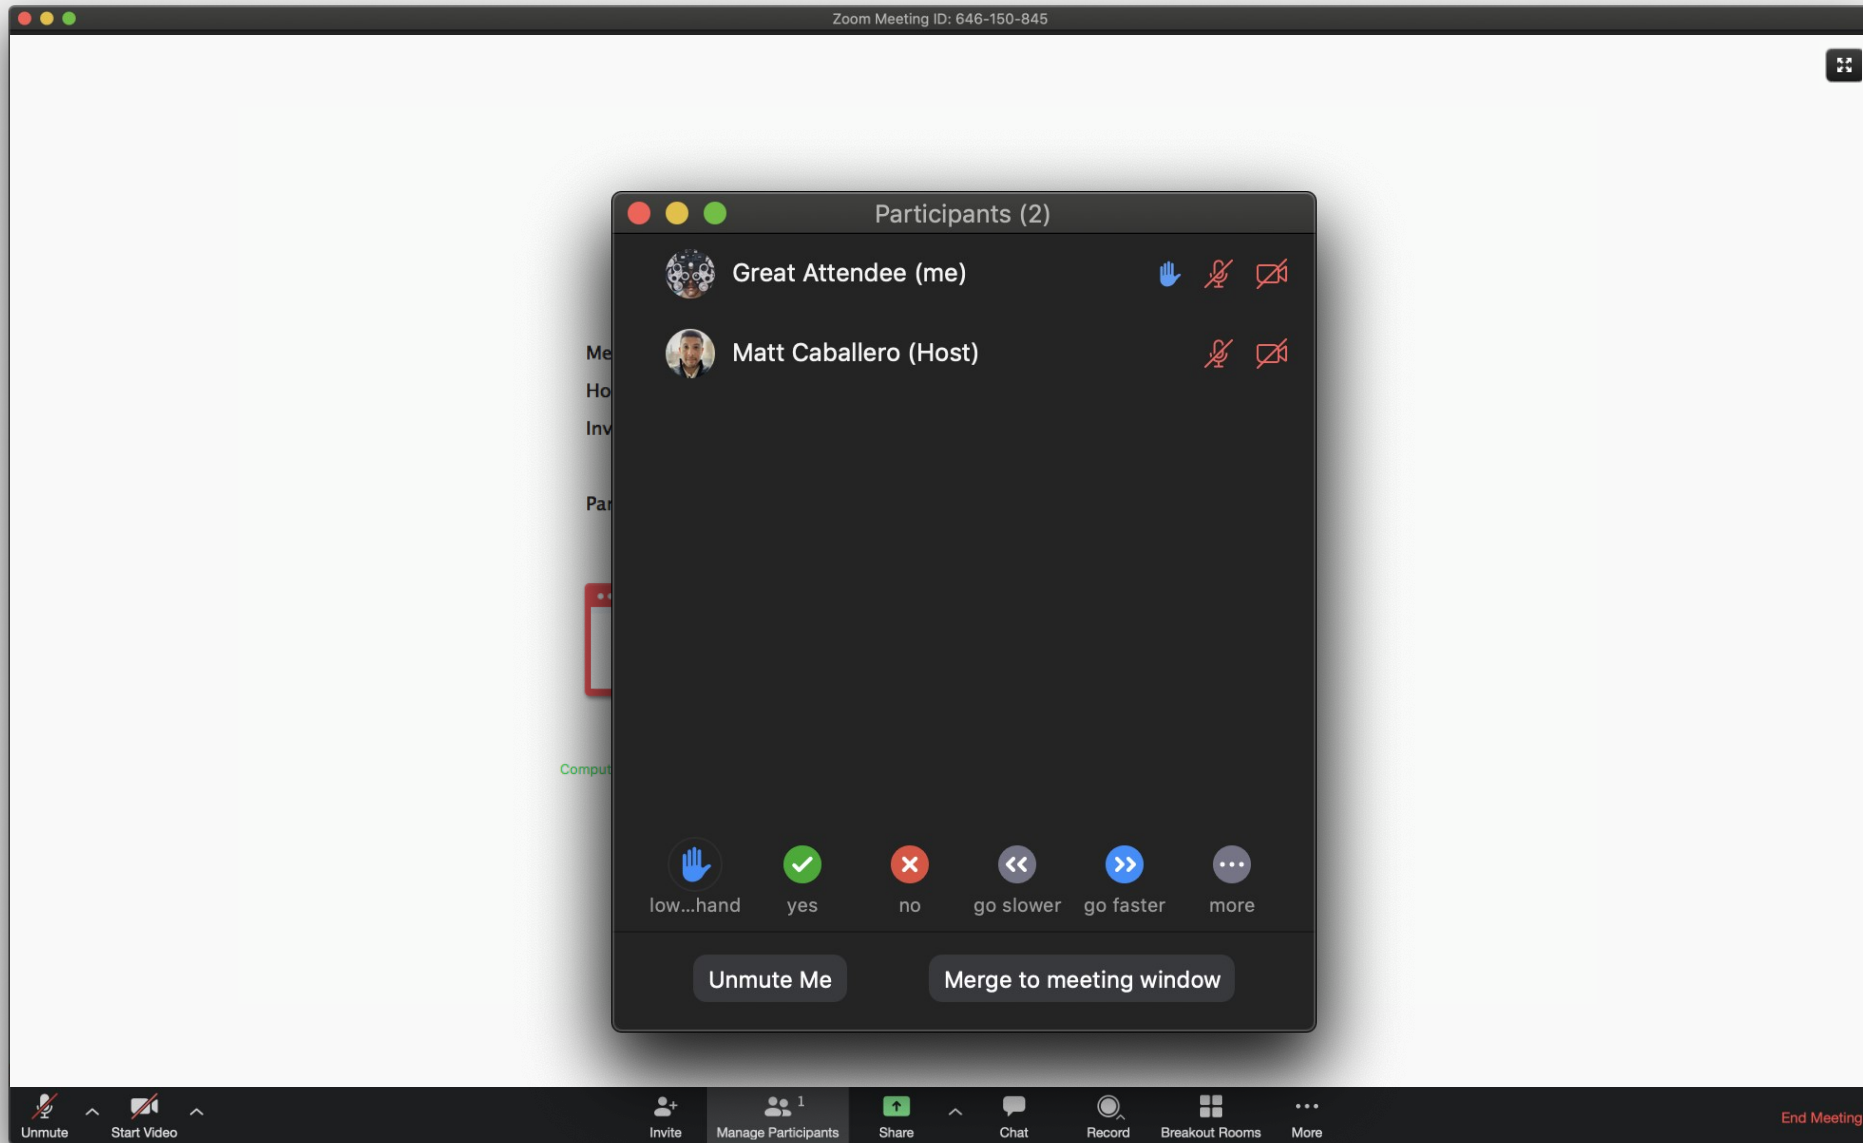 Zoom Meeting ID: 646-150-845
Participants (2)
Great Attendee (me)
Matt Caballero (Host)
Me
Ho
Inv
Par
Comput
low...hand yes no go slower go faster more
Unmute Me Merge to meeting window
1
Unmute Start Video Invite Manage Participants Share Chat Record Breakout Rooms More End Meeting